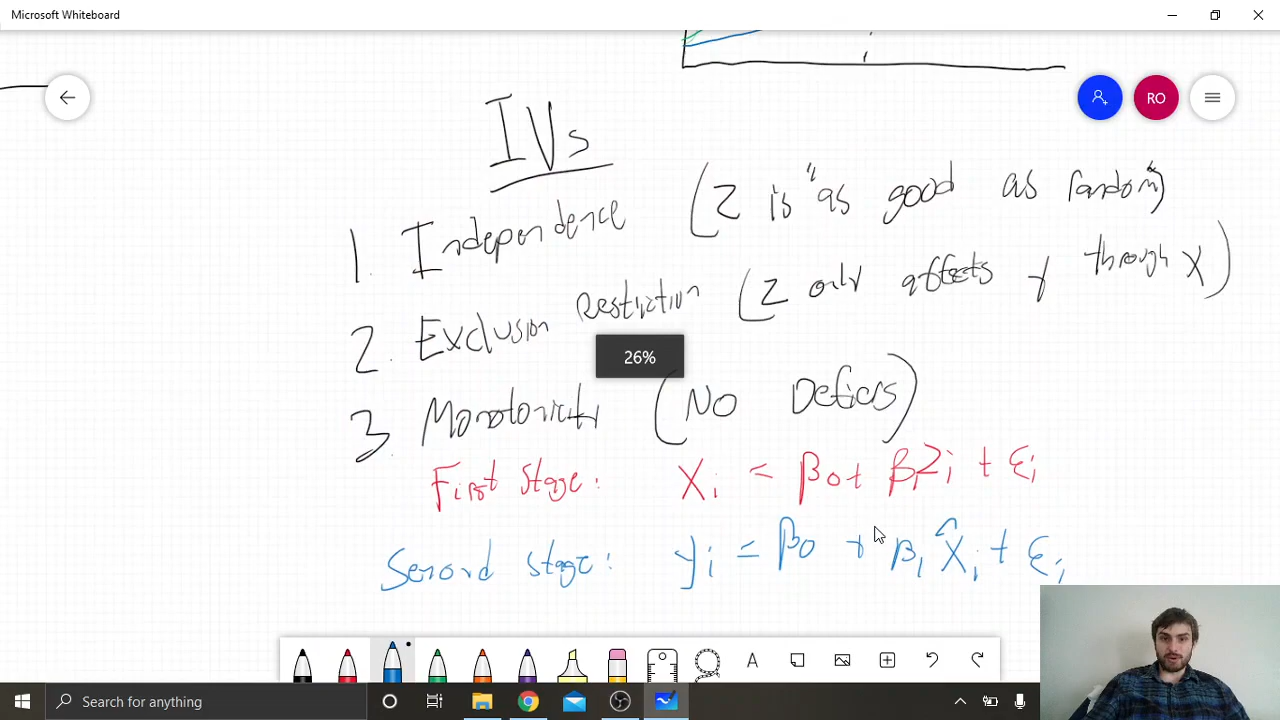 Microsoft Whiteboard
RO
IVs
1. Independence (Z is "as good as random")
2. Exclusion Restriction (Z only affects Y through X)
26%
3. Monotonicity (No Defiers)
First Stage: Xi = β0 + β1Zi + εi
Second Stage: yi = β0 + β1X̂i + εi
A
Search for anything